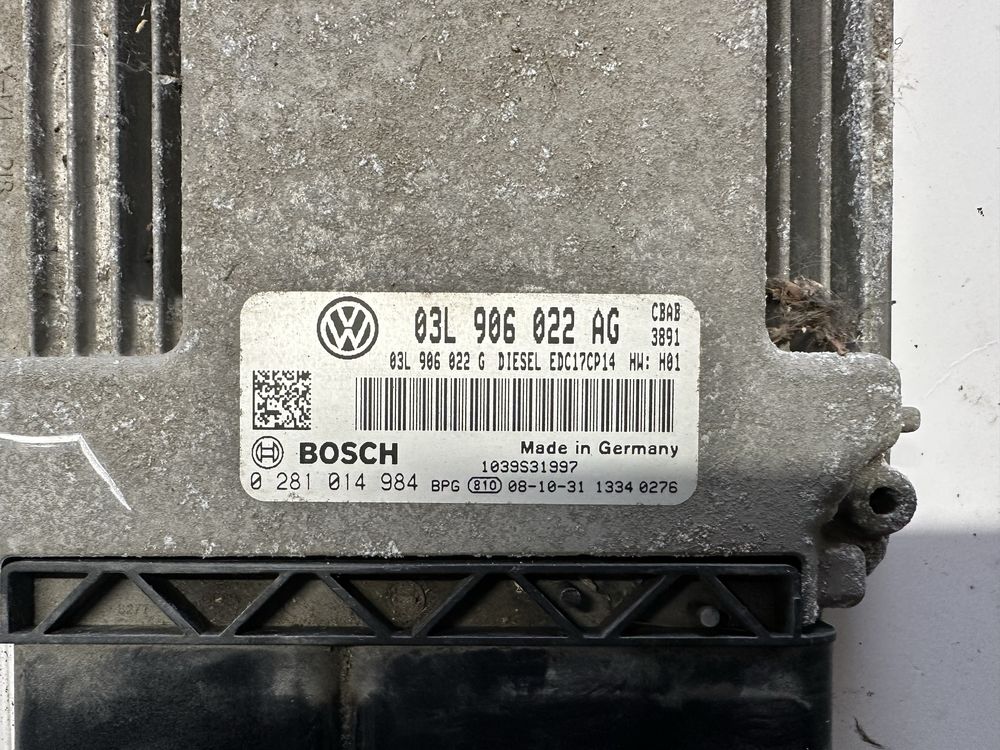 03L 906 022 AG CBAB
3891
03L 906 022 G DIESEL EDC17CP14 HW: H01
BOSCH Made in Germany
1039S31997
0 281 014 984 BPG 810 08-10-31 1334 0276